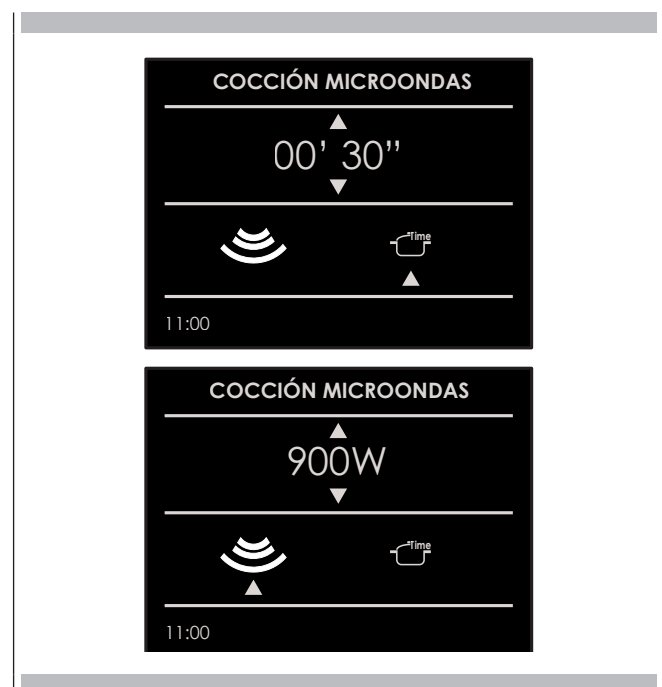 COCCIÓN MICROONDAS
00' 30''
Time
11:00
COCCIÓN MICROONDAS
900W
Time
11:00